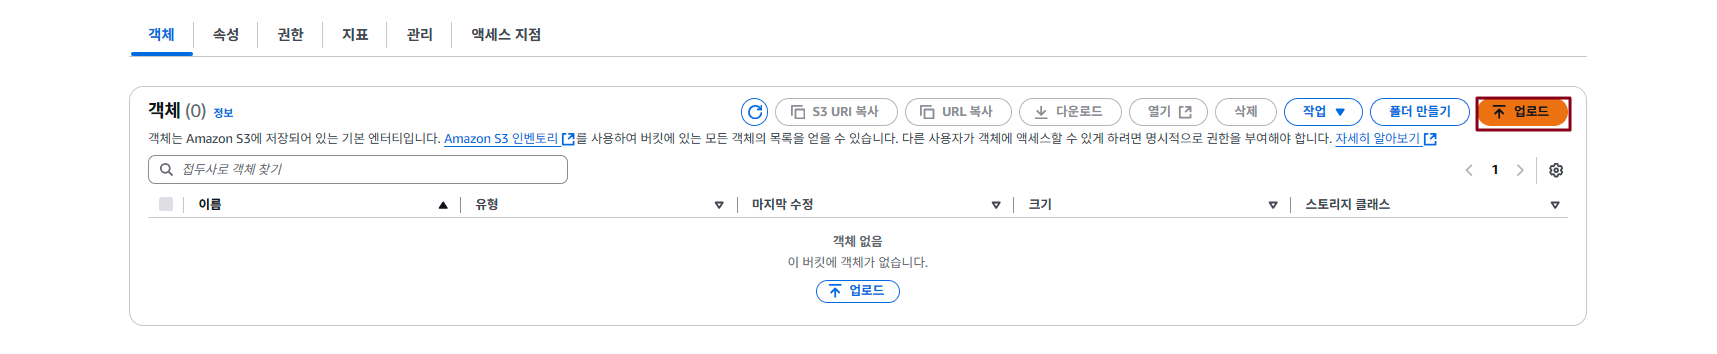 객체 속성 권한 지표 관리 액세스 지점
객체 (0) 정보 S3 URI 복사 URL 복사 다운로드 열기 삭제 작업 폴더 만들기 업로드
객체는 Amazon S3에 저장되어 있는 기본 엔터티입니다. Amazon S3 인벤토리를 사용하여 버킷에 있는 모든 객체의 목록을 얻을 수 있습니다. 다른 사용자가 객체에 액세스할 수 있게 하려면 명시적으로 권한을 부여해야 합니다. 자세히 알아보기
접두사로 객체 찾기 1
이름 유형 마지막 수정 크기 스토리지 클래스
객체 없음
이 버킷에 객체가 없습니다.
업로드